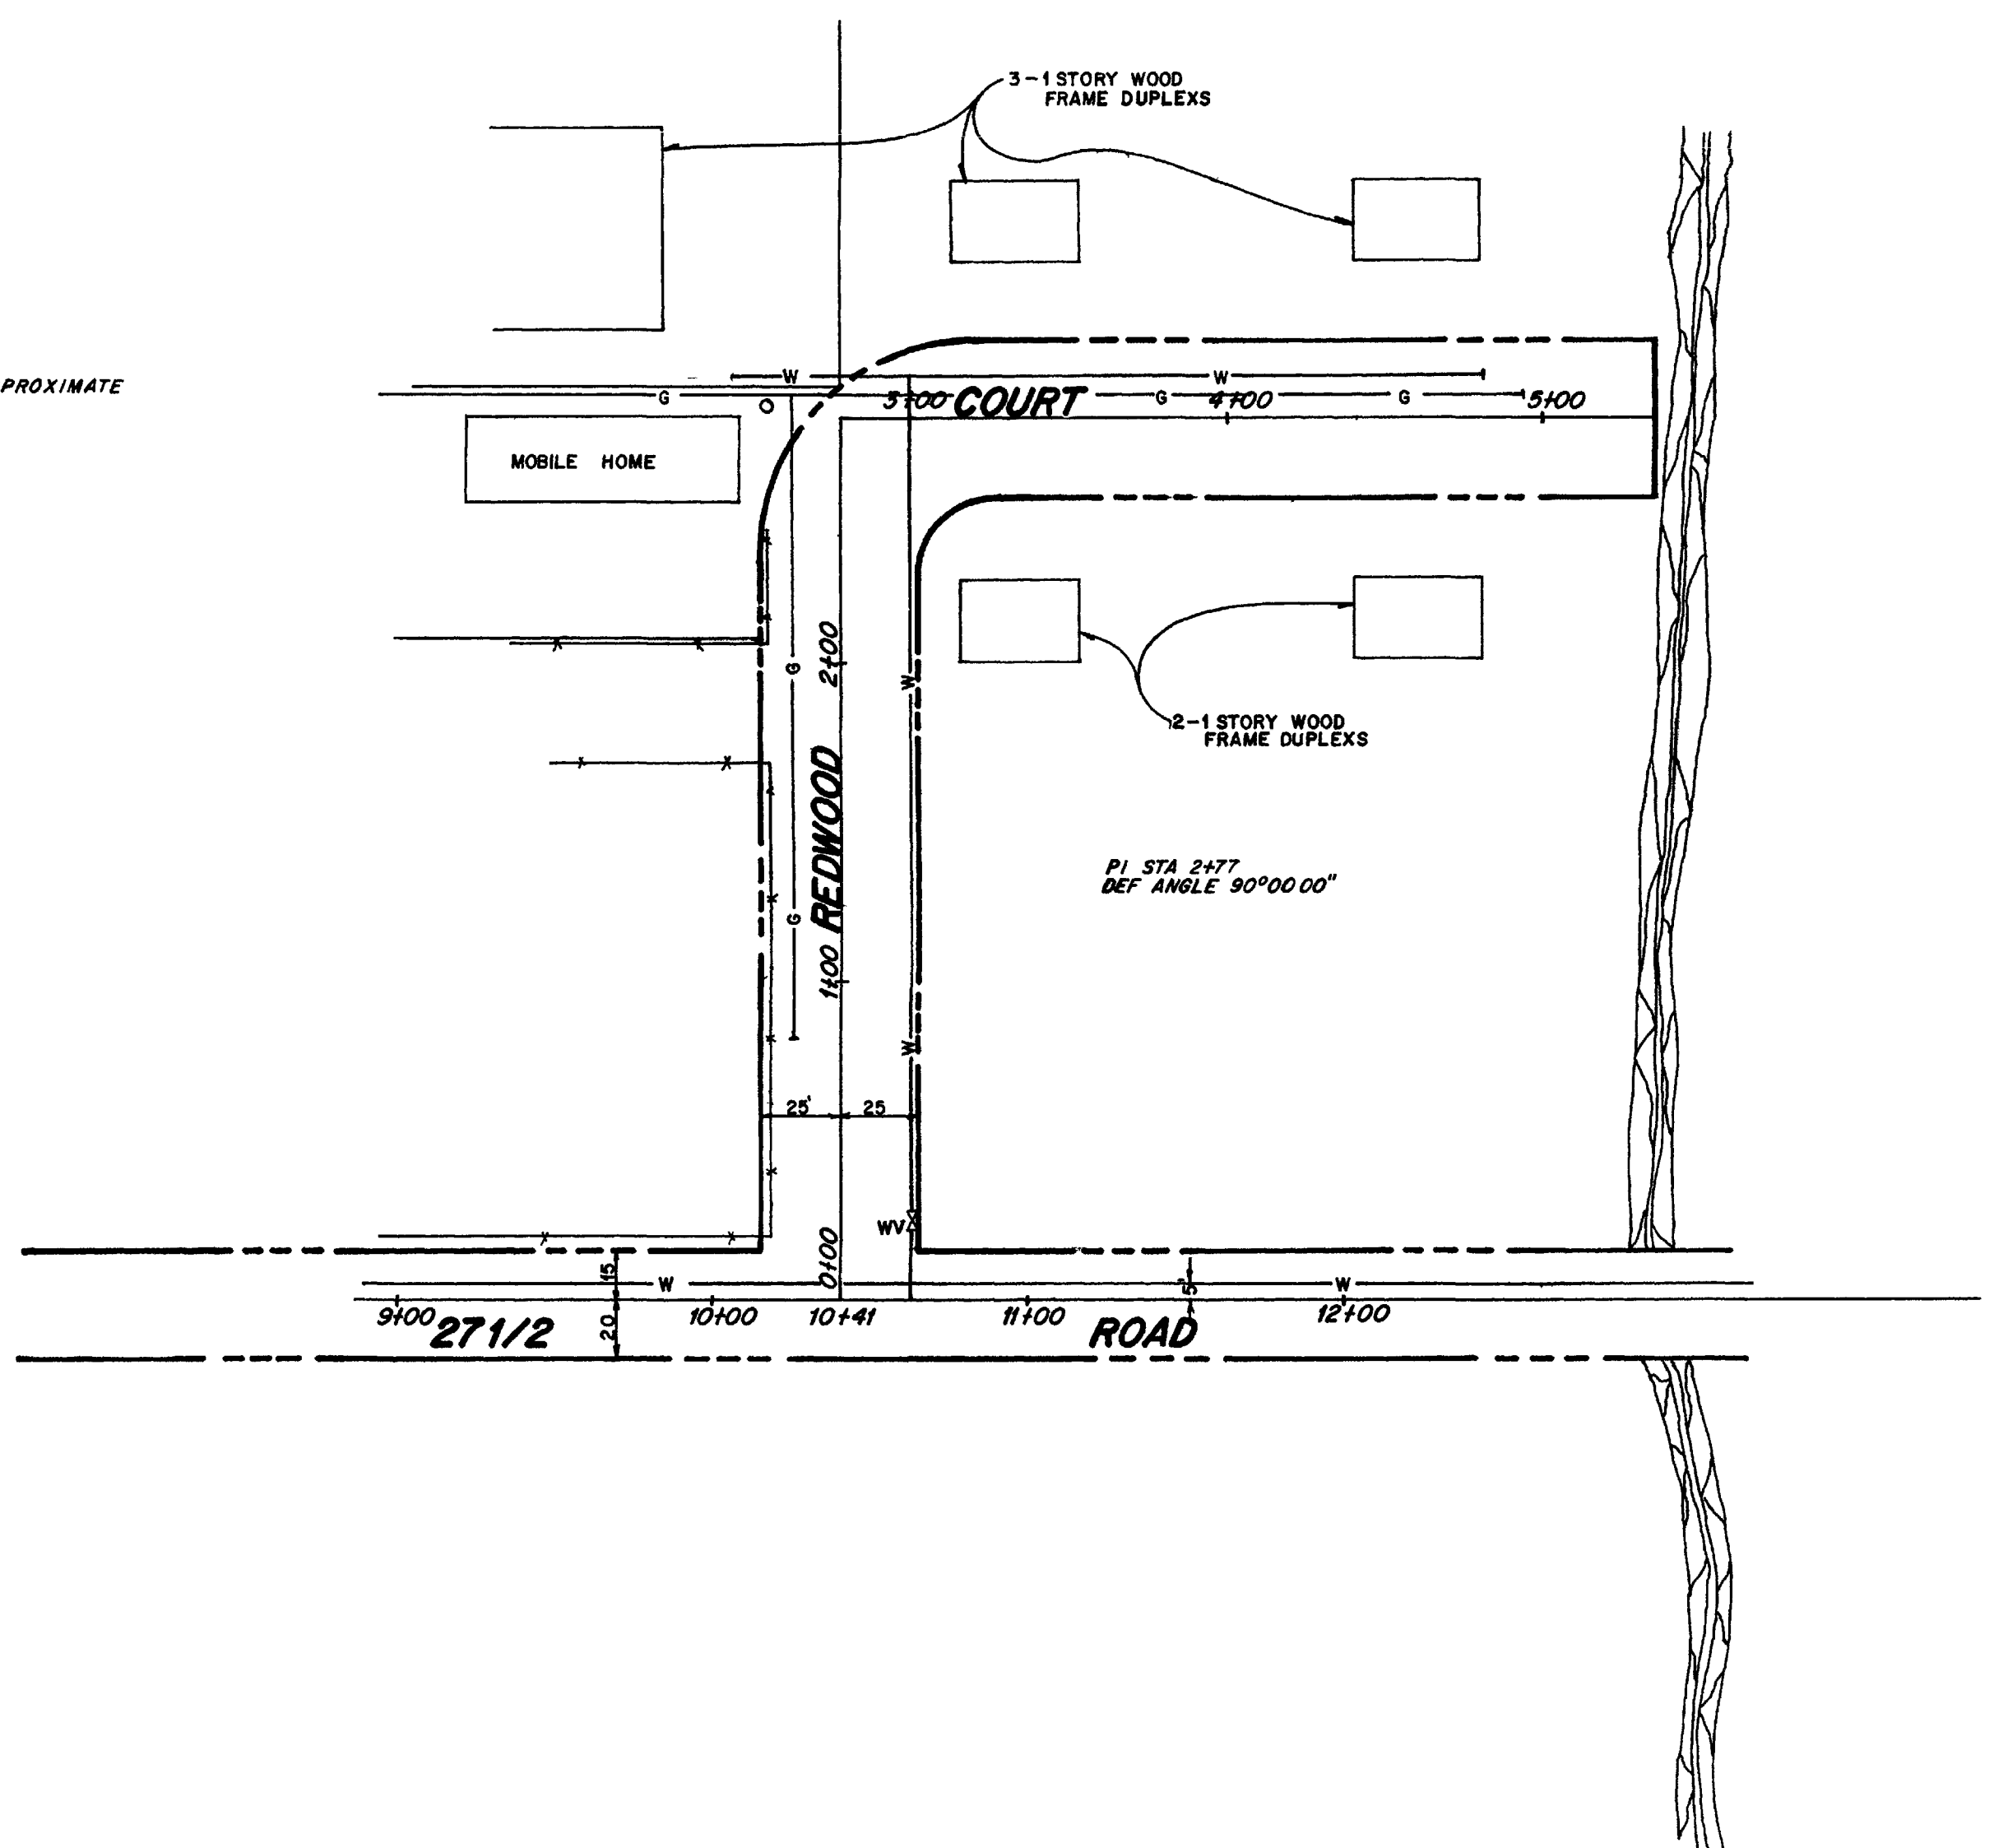 3-1 STORY WOOD
FRAME DUPLEXS
PROXIMATE
W
W
G
O
3+00
COURT
G
4+00
G
5+00
MOBILE HOME
2+00
G
W
2-1 STORY WOOD
FRAME DUPLEXS
REDWOOD
PI STA 2+77
DEF ANGLE 90°00 00"
G
1+00
W
25'
25
WV
0+00
15
W
5'
W
9+00
10+00
10+41
11+00
12+00
27 1/2
20
ROAD